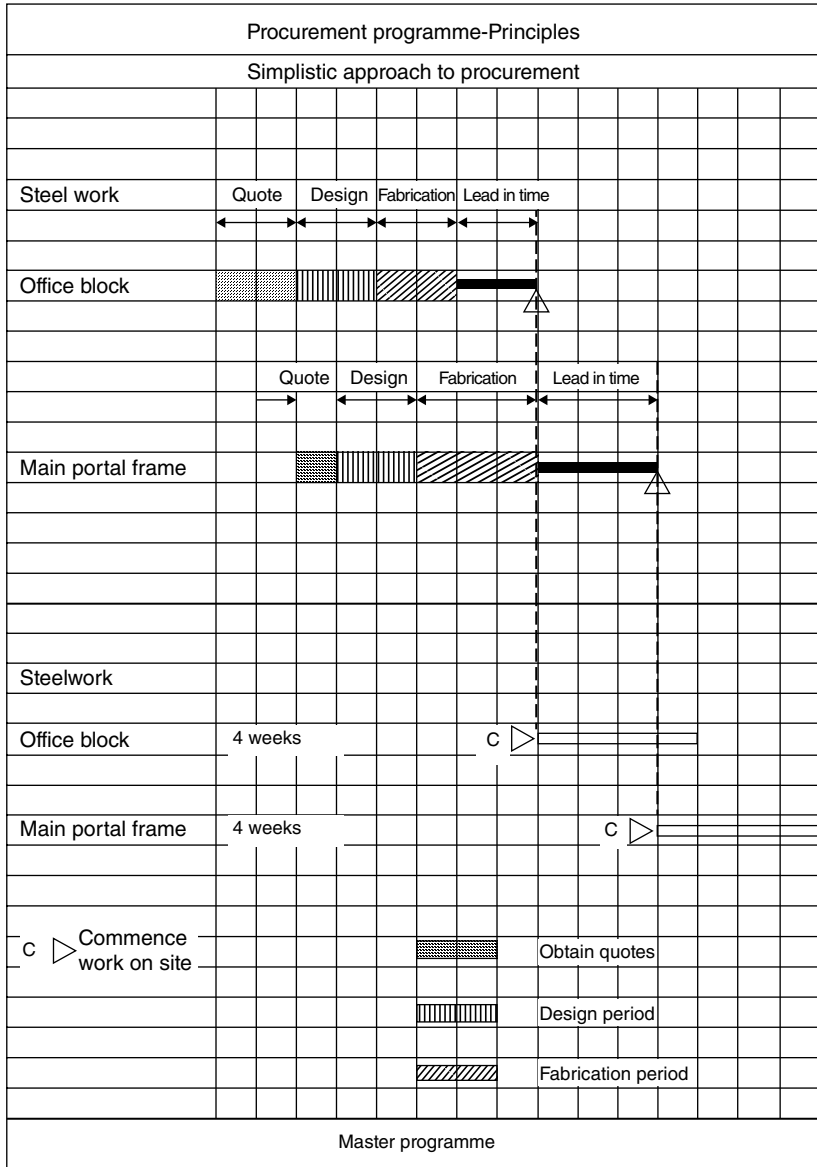 Procurement programme-Principles
Simplistic approach to procurement
Steel work Quote Design Fabrication Lead in time
Office block
Quote Design Fabrication Lead in time
Main portal frame
Steelwork
Office block 4 weeks C
Main portal frame 4 weeks C
C Commence
work on site
Obtain quotes
Design period
Fabrication period
Master programme